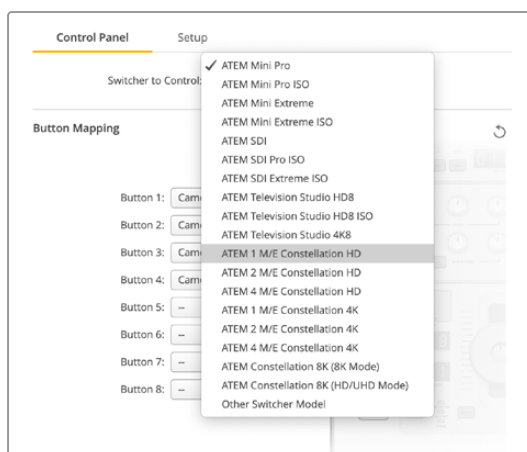 Control Panel Setup
Switcher to Control:
✓ ATEM Mini Pro
ATEM Mini Pro ISO
ATEM Mini Extreme
ATEM Mini Extreme ISO
ATEM SDI
ATEM SDI Pro ISO
ATEM SDI Extreme ISO
ATEM Television Studio HD8
ATEM Television Studio HD8 ISO
ATEM Television Studio 4K8
ATEM 1 M/E Constellation HD
ATEM 2 M/E Constellation HD
ATEM 4 M/E Constellation HD
ATEM 1 M/E Constellation 4K
ATEM 2 M/E Constellation 4K
ATEM 4 M/E Constellation 4K
ATEM Constellation 8K (8K Mode)
ATEM Constellation 8K (HD/UHD Mode)
Other Switcher Model
Button Mapping
Button 1: Came
Button 2: Came
Button 3: Came
Button 4: Came
Button 5: --
Button 6: --
Button 7: --
Button 8: --